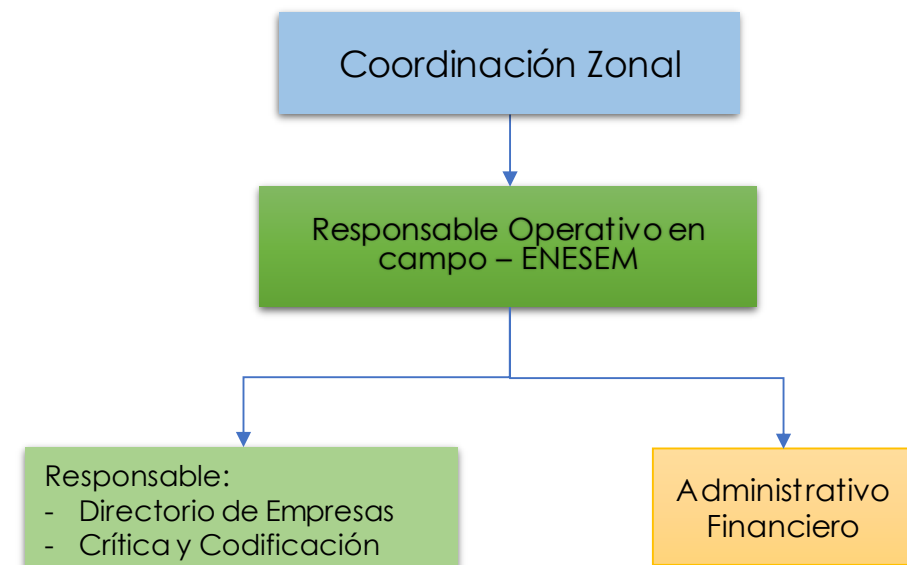 Coordinación Zonal
Responsable Operativo en
campo – ENESEM
Responsable:
- Directorio de Empresas
- Crítica y Codificación
Administrativo
Financiero